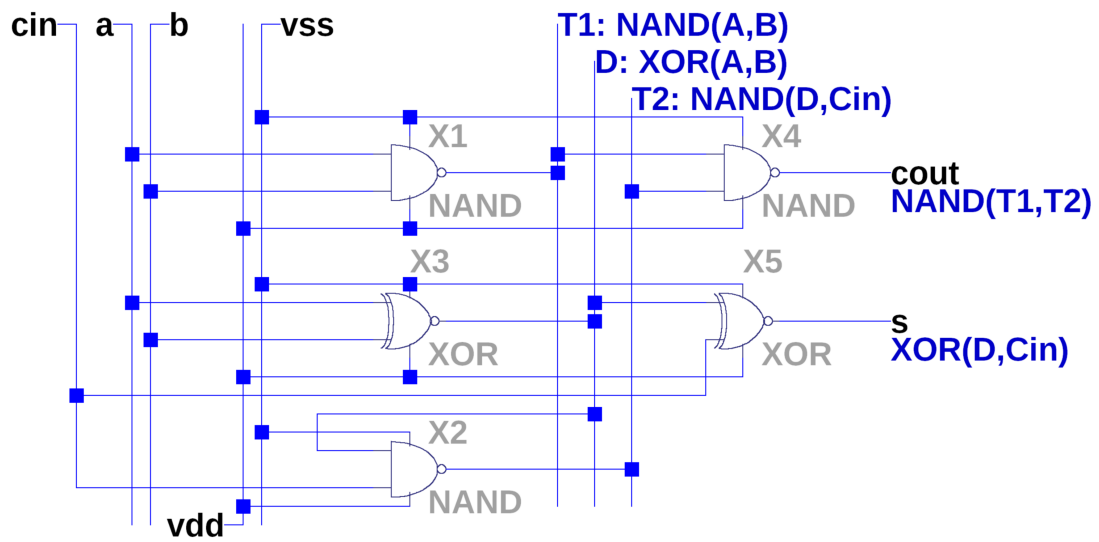 cin a b vss T1: NAND(A,B)
D: XOR(A,B)
T2: NAND(D,Cin)
X1 X4
cout
NAND NAND NAND(T1,T2)
X3 X5
s
XOR XOR XOR(D,Cin)
X2
NAND
vdd